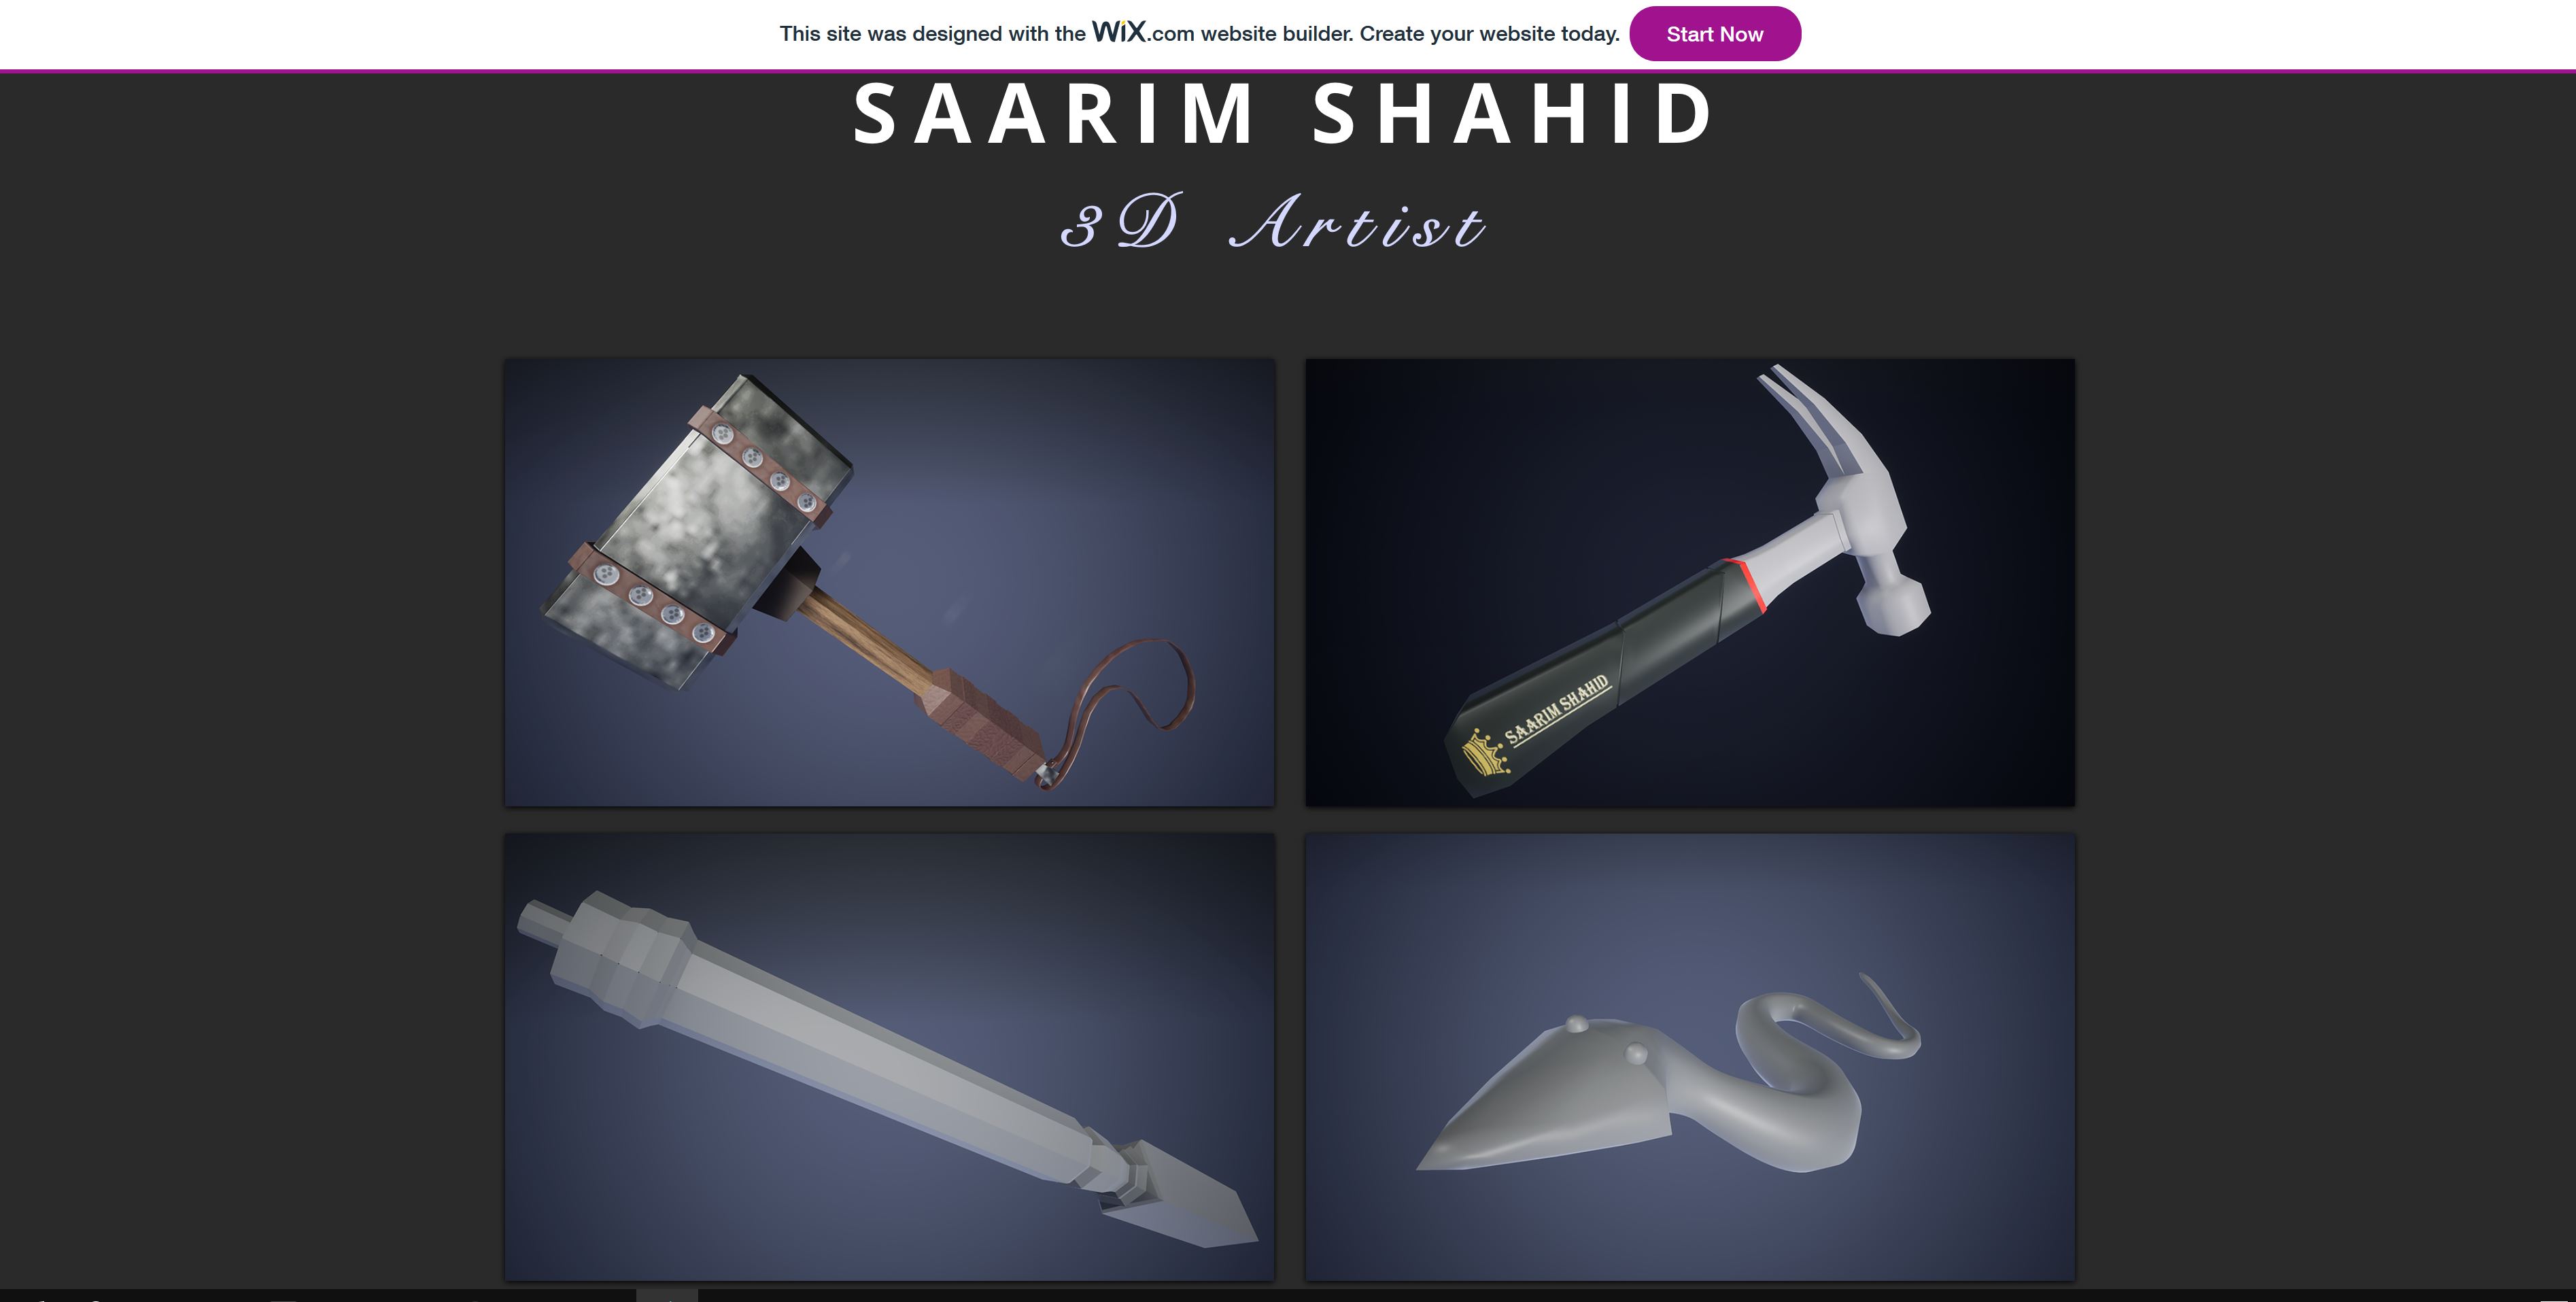 This site was designed with the WiX.com website builder. Create your website today. Start Now
SAARIM SHAHID
3D Artist
SAARIM SHAHID